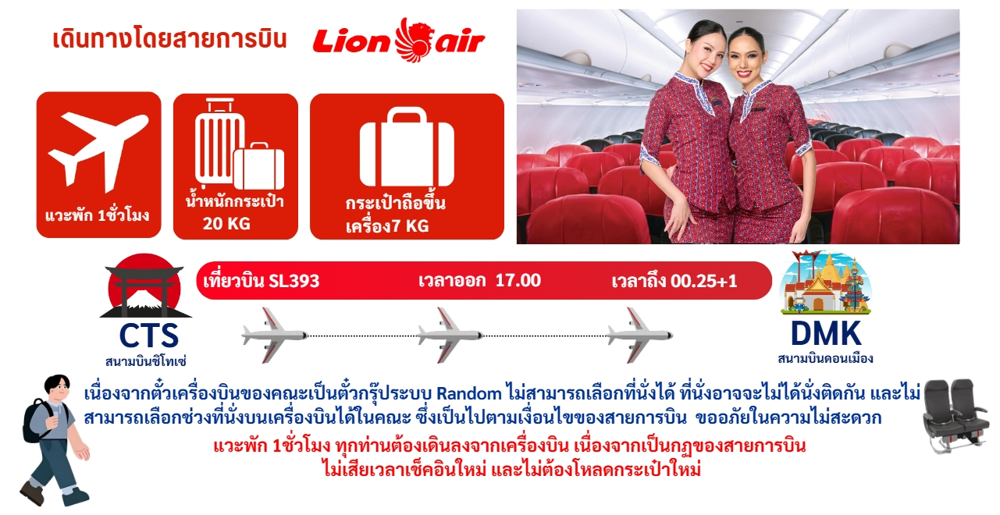 เดินทางโดยสายการบิน Lion air
แวะพัก 1ชั่วโมง
น้ำหนักกระเป๋า
20 KG
กระเป๋าถือขึ้น
เครื่อง7 KG
เที่ยวบิน SL393 เวลาออก 17.00 เวลาถึง 00.25+1
CTS
สนามบินชิโทเซ่
DMK
สนามบินดอนเมือง
เนื่องจากตั๋วเครื่องบินของคณะเป็นตั๋วกรุ๊ประบบ Random ไม่สามารถเลือกที่นั่งได้ ที่นั่งอาจจะไม่ได้นั่งติดกัน และไม่
สามารถเลือกช่วงที่นั่งบนเครื่องบินได้ในคณะ ซึ่งเป็นไปตามเงื่อนไขของสายการบิน ขออภัยในความไม่สะดวก
แวะพัก 1ชั่วโมง ทุกท่านต้องเดินลงจากเครื่องบิน เนื่องจากเป็นกฏของสายการบิน
ไม่เสียเวลาเช็คอินใหม่ และไม่ต้องโหลดกระเป๋าใหม่